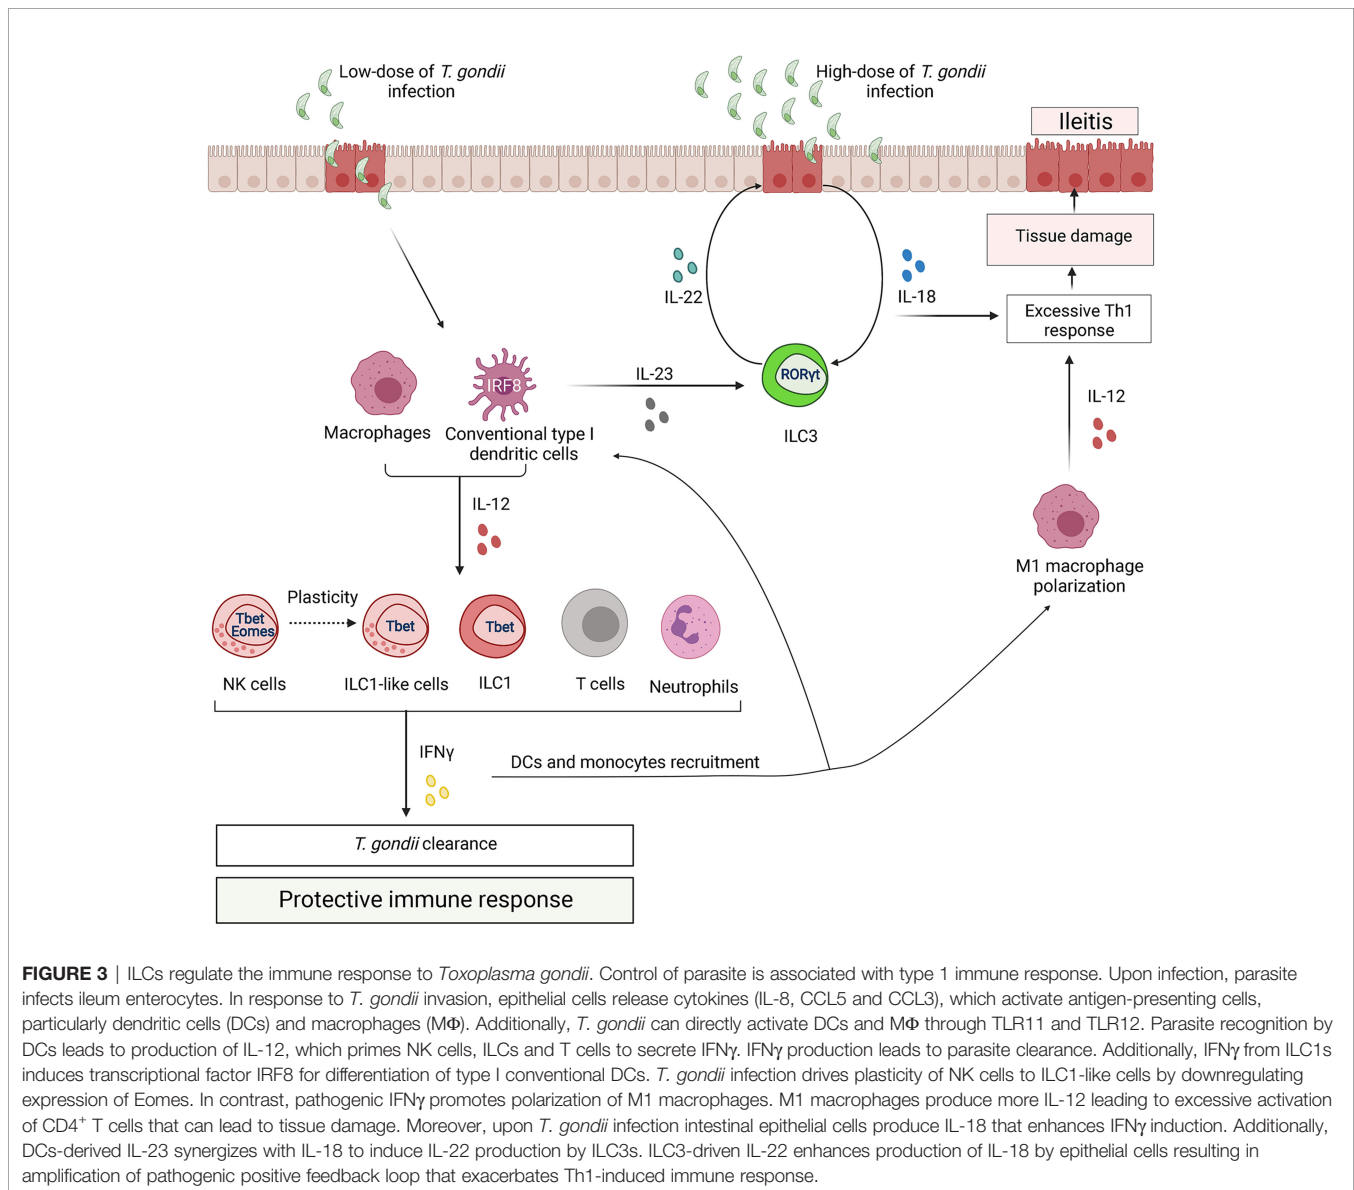 Low-dose of T. gondii
infection
High-dose of T. gondii
infection
Ileitis
Tissue damage
IL-22
IL-18
Excessive Th1
response
IRF8
IL-23
RORγt
Macrophages
Conventional type I
dendritic cells
ILC3
IL-12
IL-12
M1 macrophage
polarization
Plasticity
Tbet
Eomes
Tbet
Tbet
NK cells
ILC1-like cells
ILC1
T cells
Neutrophils
IFNγ
DCs and monocytes recruitment
T. gondii clearance
Protective immune response
FIGURE 3 | ILCs regulate the immune response to Toxoplasma gondii. Control of parasite is associated with type 1 immune response. Upon infection, parasite
infects ileum enterocytes. In response to T. gondii invasion, epithelial cells release cytokines (IL-8, CCL5 and CCL3), which activate antigen-presenting cells,
particularly dendritic cells (DCs) and macrophages (MΦ). Additionally, T. gondii can directly activate DCs and MΦ through TLR11 and TLR12. Parasite recognition by
DCs leads to production of IL-12, which primes NK cells, ILCs and T cells to secrete IFNγ. IFNγ production leads to parasite clearance. Additionally, IFNγ from ILC1s
induces transcriptional factor IRF8 for differentiation of type I conventional DCs. T. gondii infection drives plasticity of NK cells to ILC1-like cells by downregulating
expression of Eomes. In contrast, pathogenic IFNγ promotes polarization of M1 macrophages. M1 macrophages produce more IL-12 leading to excessive activation
of CD4+ T cells that can lead to tissue damage. Moreover, upon T. gondii infection intestinal epithelial cells produce IL-18 that enhances IFNγ induction. Additionally,
DCs-derived IL-23 synergizes with IL-18 to induce IL-22 production by ILC3s. ILC3-driven IL-22 enhances production of IL-18 by epithelial cells resulting in
amplification of pathogenic positive feedback loop that exacerbates Th1-induced immune response.